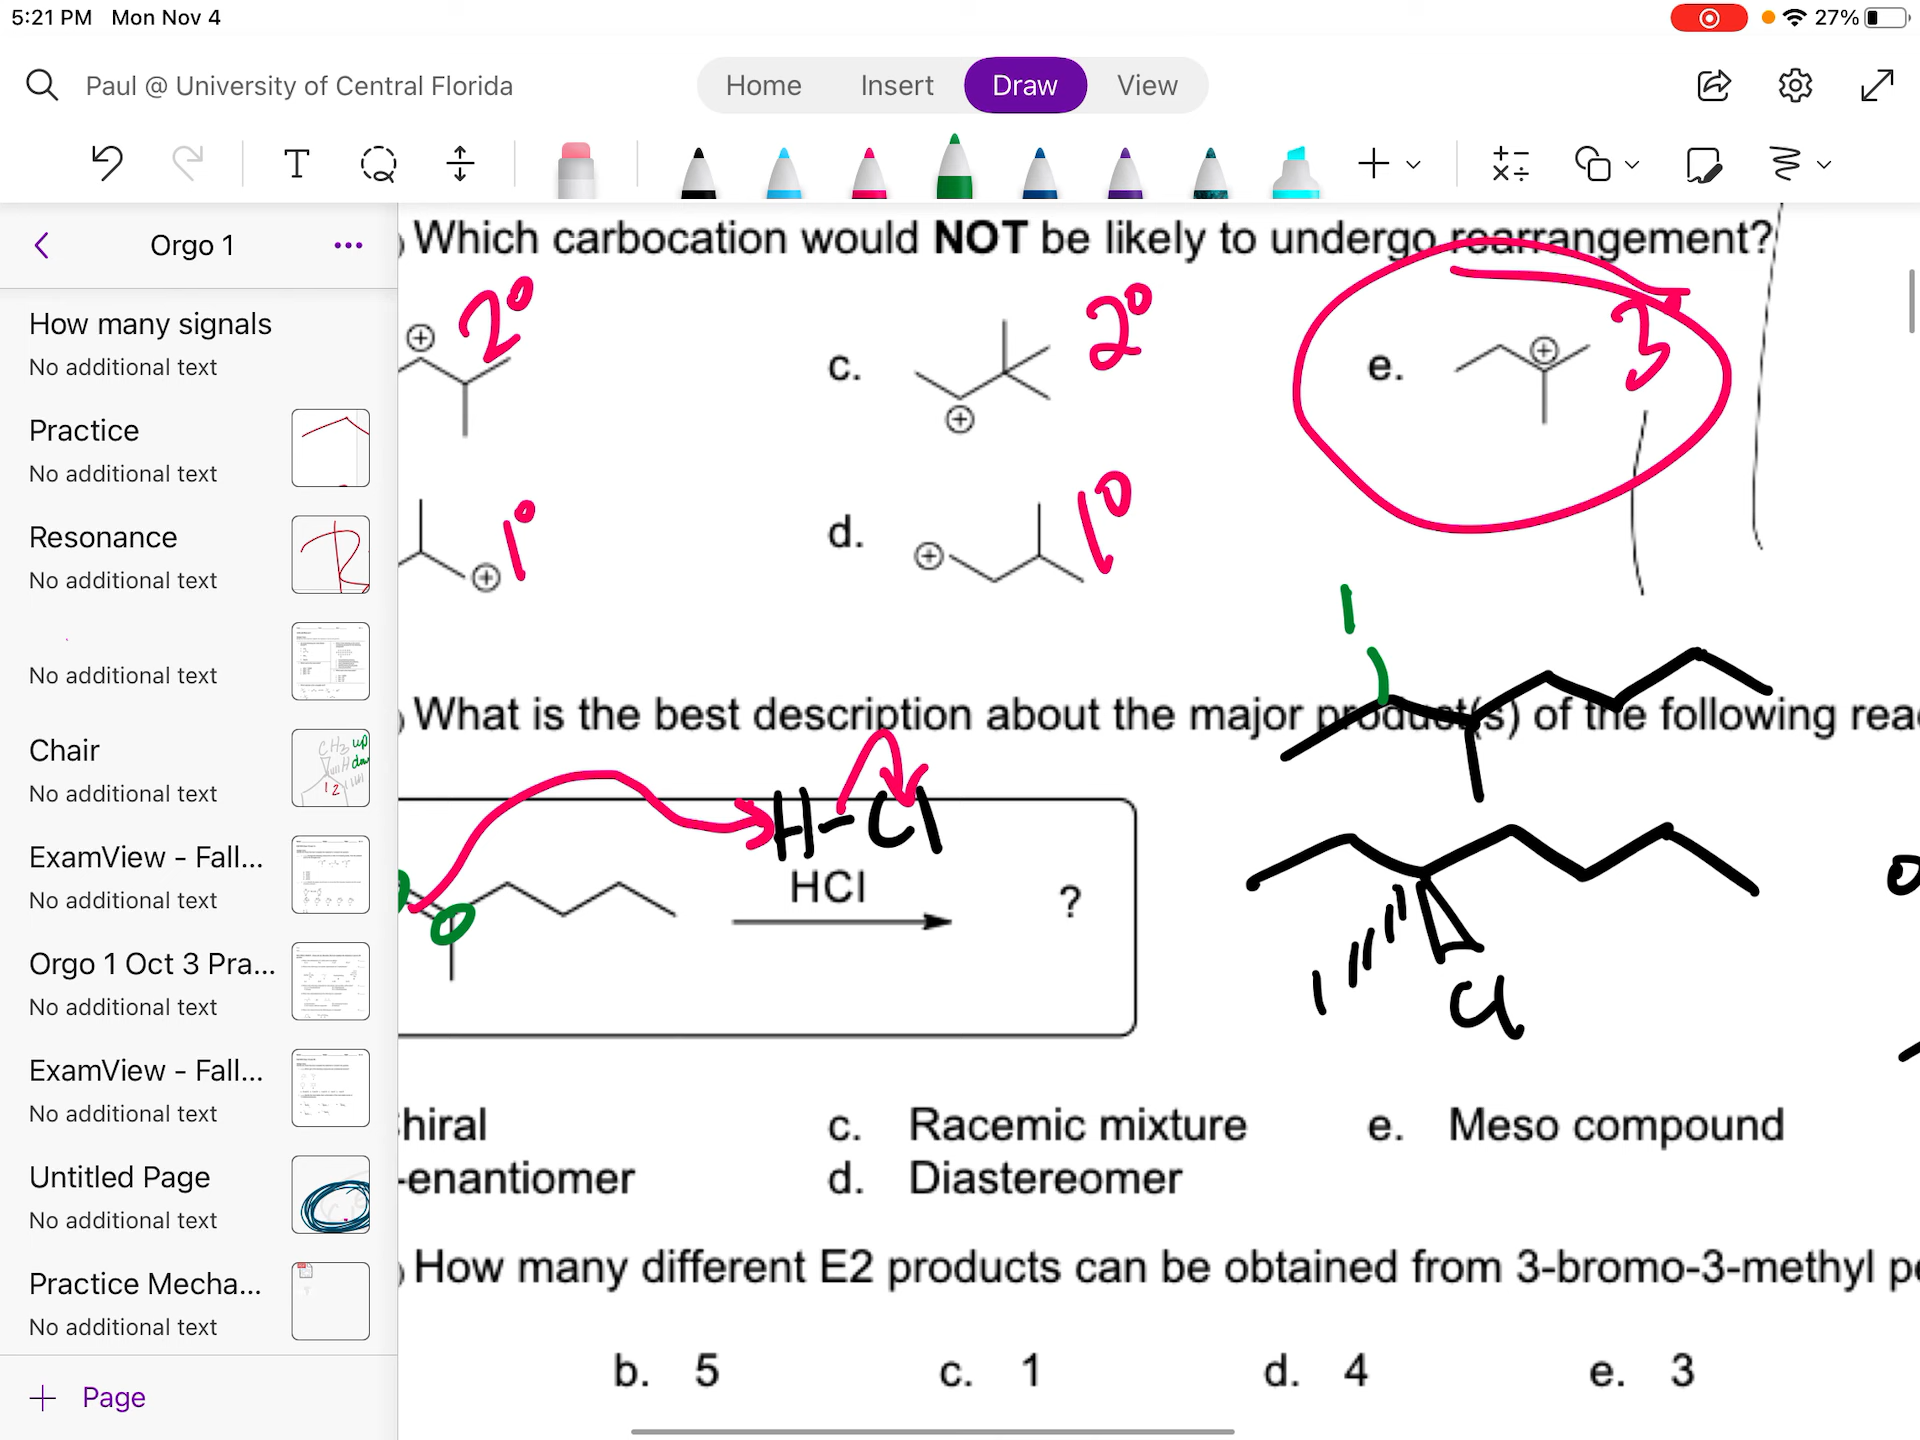 5:21 PM Mon Nov 4
27%
Paul @ University of Central Florida
Home Insert Draw View
T
Orgo 1
How many signals
No additional text
Practice
No additional text
Resonance
No additional text
No additional text
Chair
No additional text
ExamView - Fall...
No additional text
Orgo 1 Oct 3 Pra...
No additional text
ExamView - Fall...
No additional text
Untitled Page
No additional text
Practice Mecha...
No additional text
+ Page
) Which carbocation would NOT be likely to undergo rearrangement?
⊕ 2° c. ⊕ 2° e. ⊕ 3
⊕ 1° d. ⊕ 1°
) What is the best description about the major product(s) of the following rea
H-Cl
HCl
?
Cl
hiral c. Racemic mixture e. Meso compound
-enantiomer d. Diastereomer
) How many different E2 products can be obtained from 3-bromo-3-methyl pe
b. 5 c. 1 d. 4 e. 3